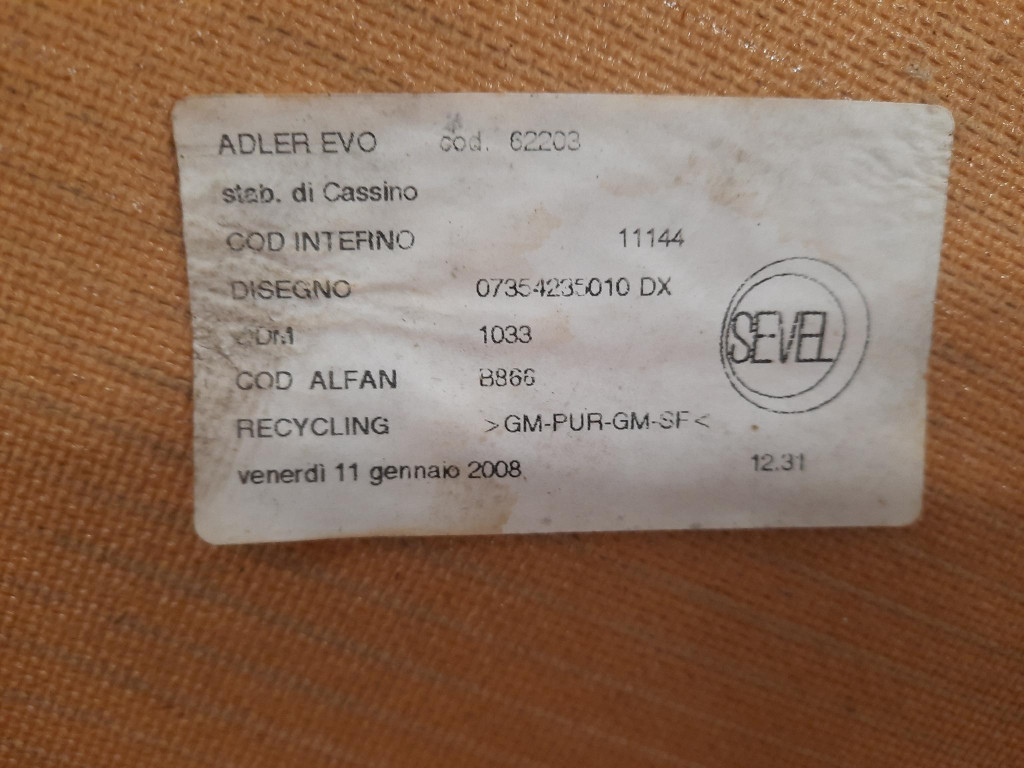 ADLER EVO cod. 62203
stab. di Cassino
COD INTERNO 11144
DISEGNO 07354235010 DX
1033
SEVEL
COD ALFAN B866
RECYCLING >GM-PUR-GM-SF<
venerdì 11 gennaio 2008 12.31